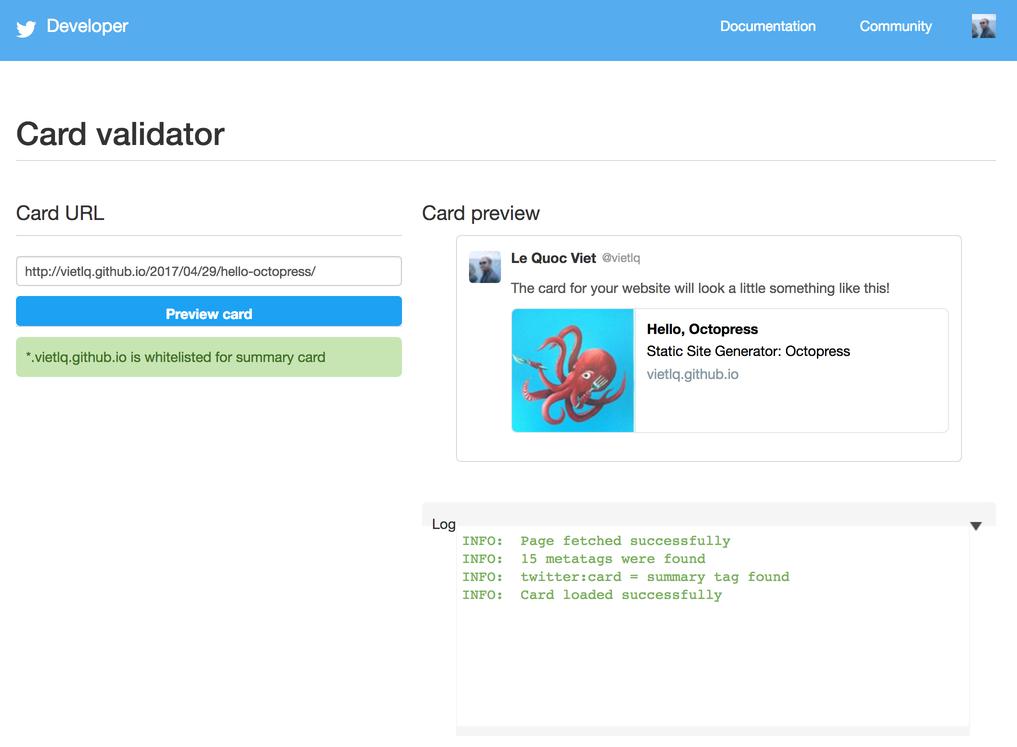 Developer
Documentation
Community
Card validator
Card URL
http://vietlq.github.io/2017/04/29/hello-octopress/
Preview card
*.vietlq.github.io is whitelisted for summary card
Card preview
Le Quoc Viet @vietlq
The card for your website will look a little something like this!
Hello, Octopress
Static Site Generator: Octopress
vietlq.github.io
Log
INFO:  Page fetched successfully
INFO:  15 metatags were found
INFO:  twitter:card = summary tag found
INFO:  Card loaded successfully